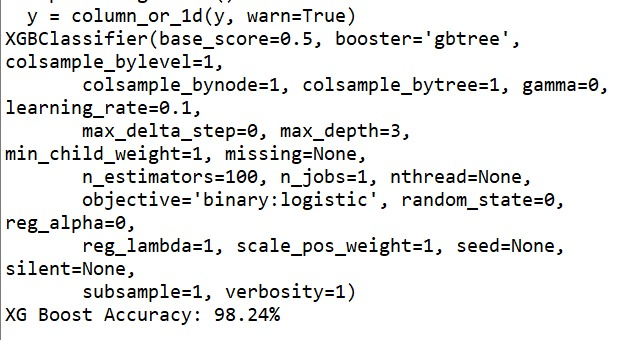 y = column_or_1d(y, warn=True)
XGBClassifier(base_score=0.5, booster='gbtree',
colsample_bylevel=1,
colsample_bynode=1, colsample_bytree=1, gamma=0,
learning_rate=0.1,
max_delta_step=0, max_depth=3,
min_child_weight=1, missing=None,
n_estimators=100, n_jobs=1, nthread=None,
objective='binary:logistic', random_state=0,
reg_alpha=0,
reg_lambda=1, scale_pos_weight=1, seed=None,
silent=None,
subsample=1, verbosity=1)
XG Boost Accuracy: 98.24%